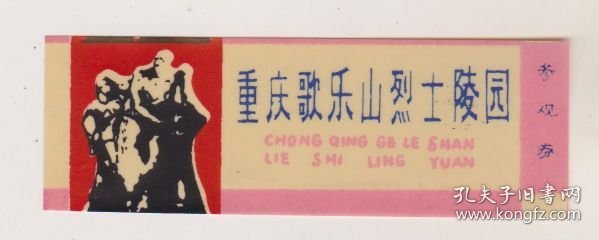 重庆歌乐山烈士陵园
CHONG QING GE LE SHAN
LIE SHI LING YUAN
参观券
孔夫子旧书网
www.kongfz.com